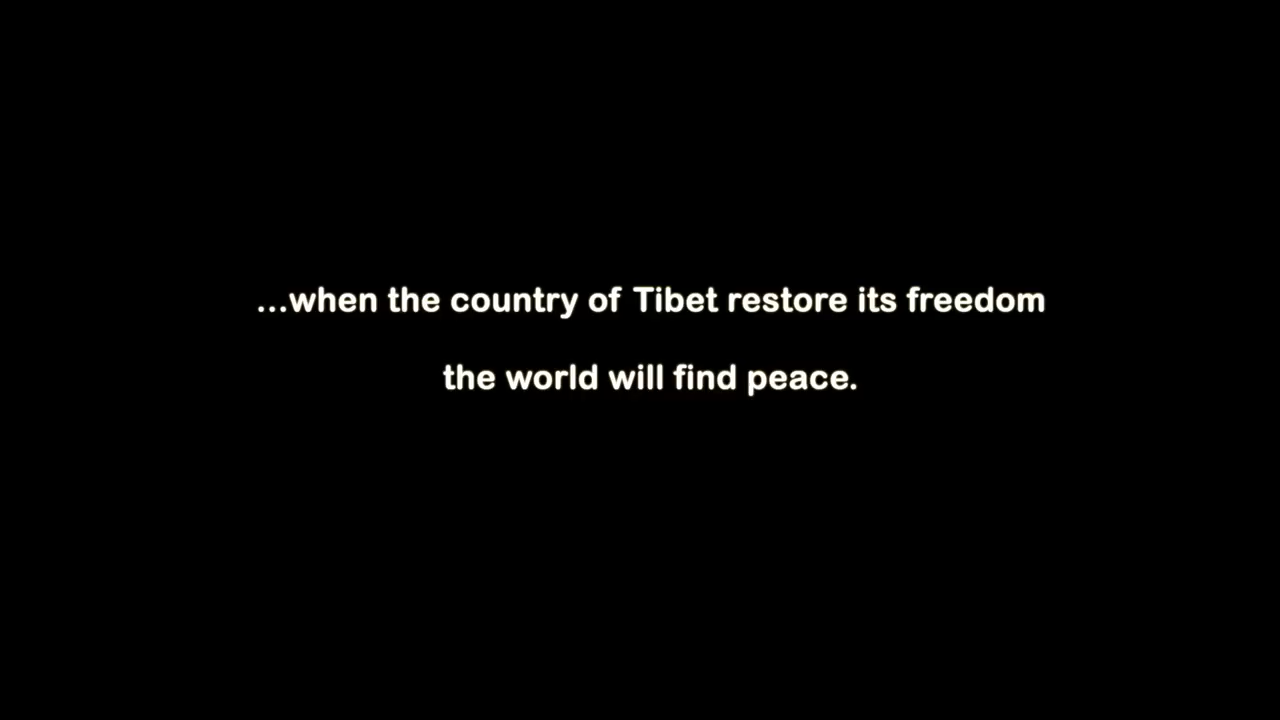 ...when the country of Tibet restore its freedom
the world will find peace.